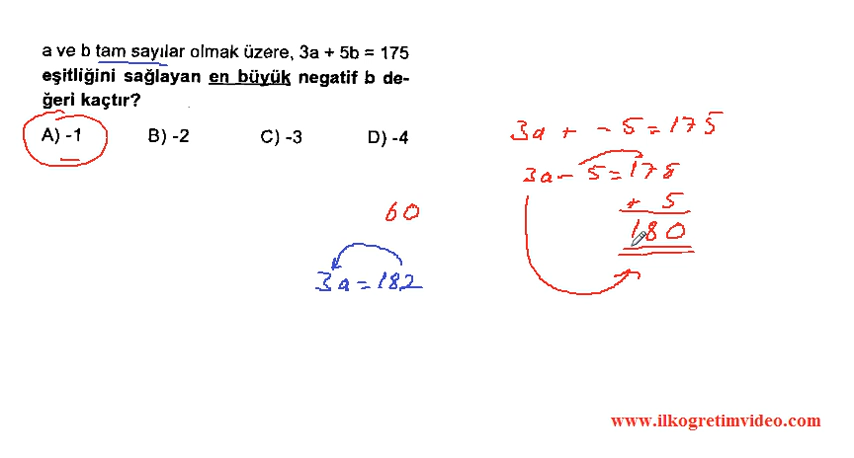 a ve b tam sayılar olmak üzere, 3a + 5b = 175
eşitliğini sağlayan en büyük negatif b de-
ğeri kaçtır?
A) -1 B) -2 C) -3 D) -4
3a + - 5 = 175
3a - 5 = 175
+ 5
180
60
3a = 182
www.ilkogretimvideo.com